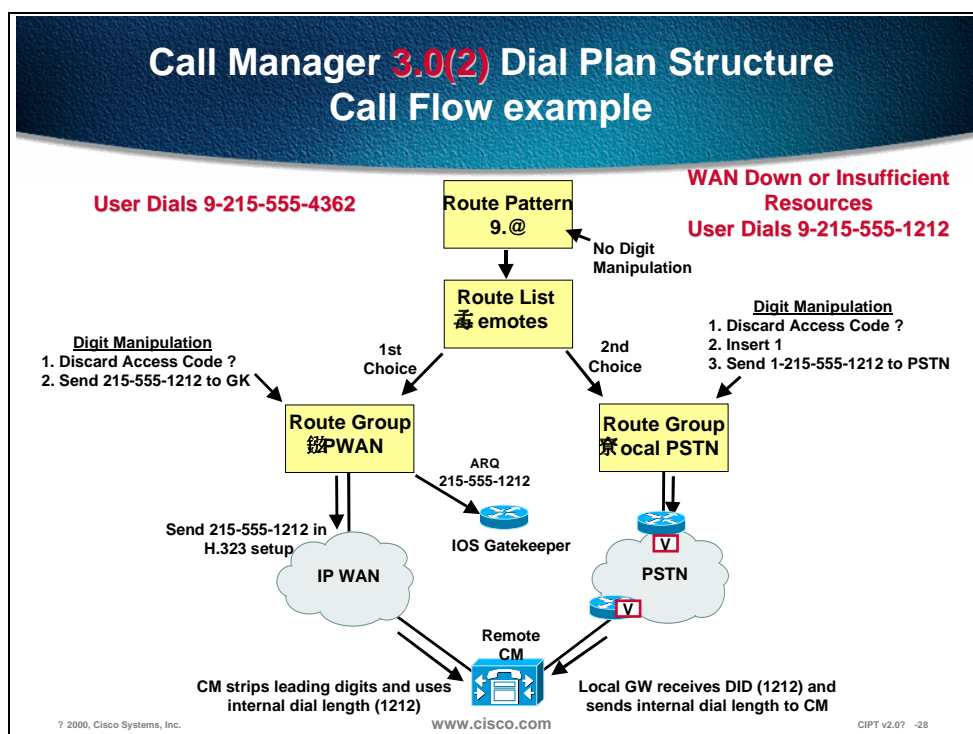 Call Manager 3.0(2) Dial Plan Structure
Call Flow example
User Dials 9-215-555-4362
WAN Down or Insufficient
Resources
User Dials 9-215-555-1212
Route Pattern
9.@
No Digit
Manipulation
Route List
emotes
Digit Manipulation
1. Discard Access Code ?
2. Send 215-555-1212 to GK
1st
Choice
2nd
Choice
Digit Manipulation
1. Discard Access Code ?
2. Insert 1
3. Send 1-215-555-1212 to PSTN
Route Group
PWAN
Route Group
ocal PSTN
ARQ
215-555-1212
IOS Gatekeeper
Send 215-555-1212 in
H.323 setup
IP WAN
V
PSTN
V
Remote
CM
CM strips leading digits and uses
internal dial length (1212)
Local GW receives DID (1212) and
sends internal dial length to CM
? 2000, Cisco Systems, Inc.
www.cisco.com
CIPT v2.0? -28